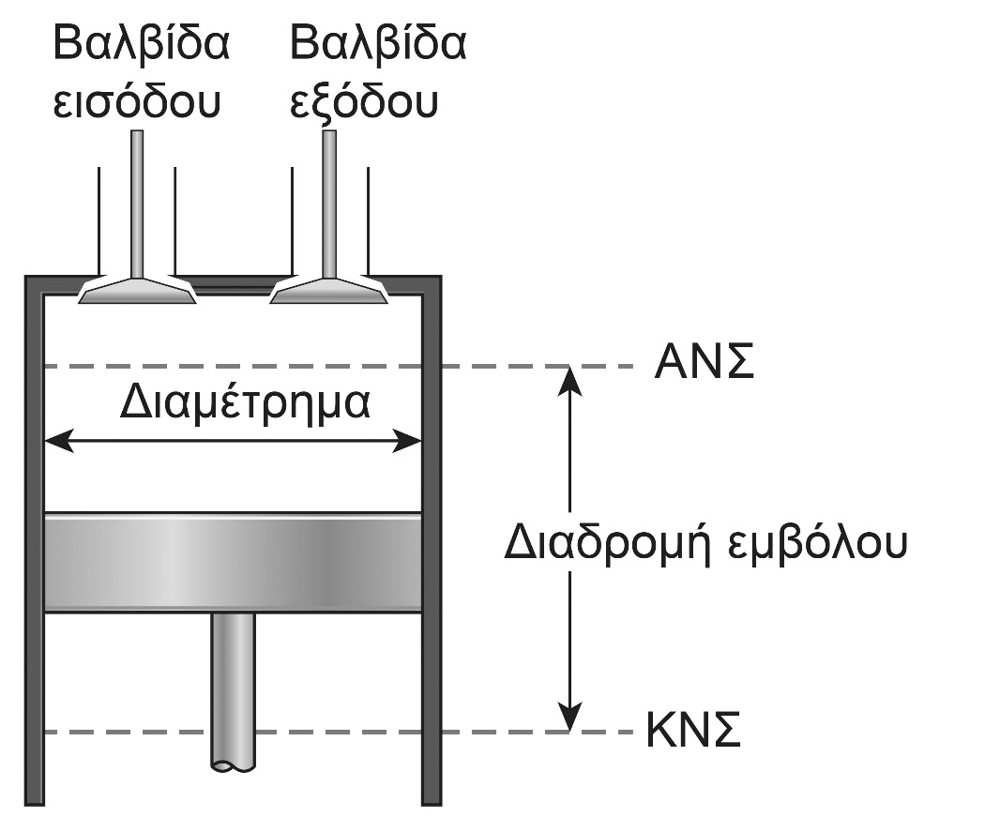 Βαλβίδα
εισόδου
Βαλβίδα
εξόδου
ΑΝΣ
Διαμέτρημα
Διαδρομή εμβόλου
ΚΝΣ